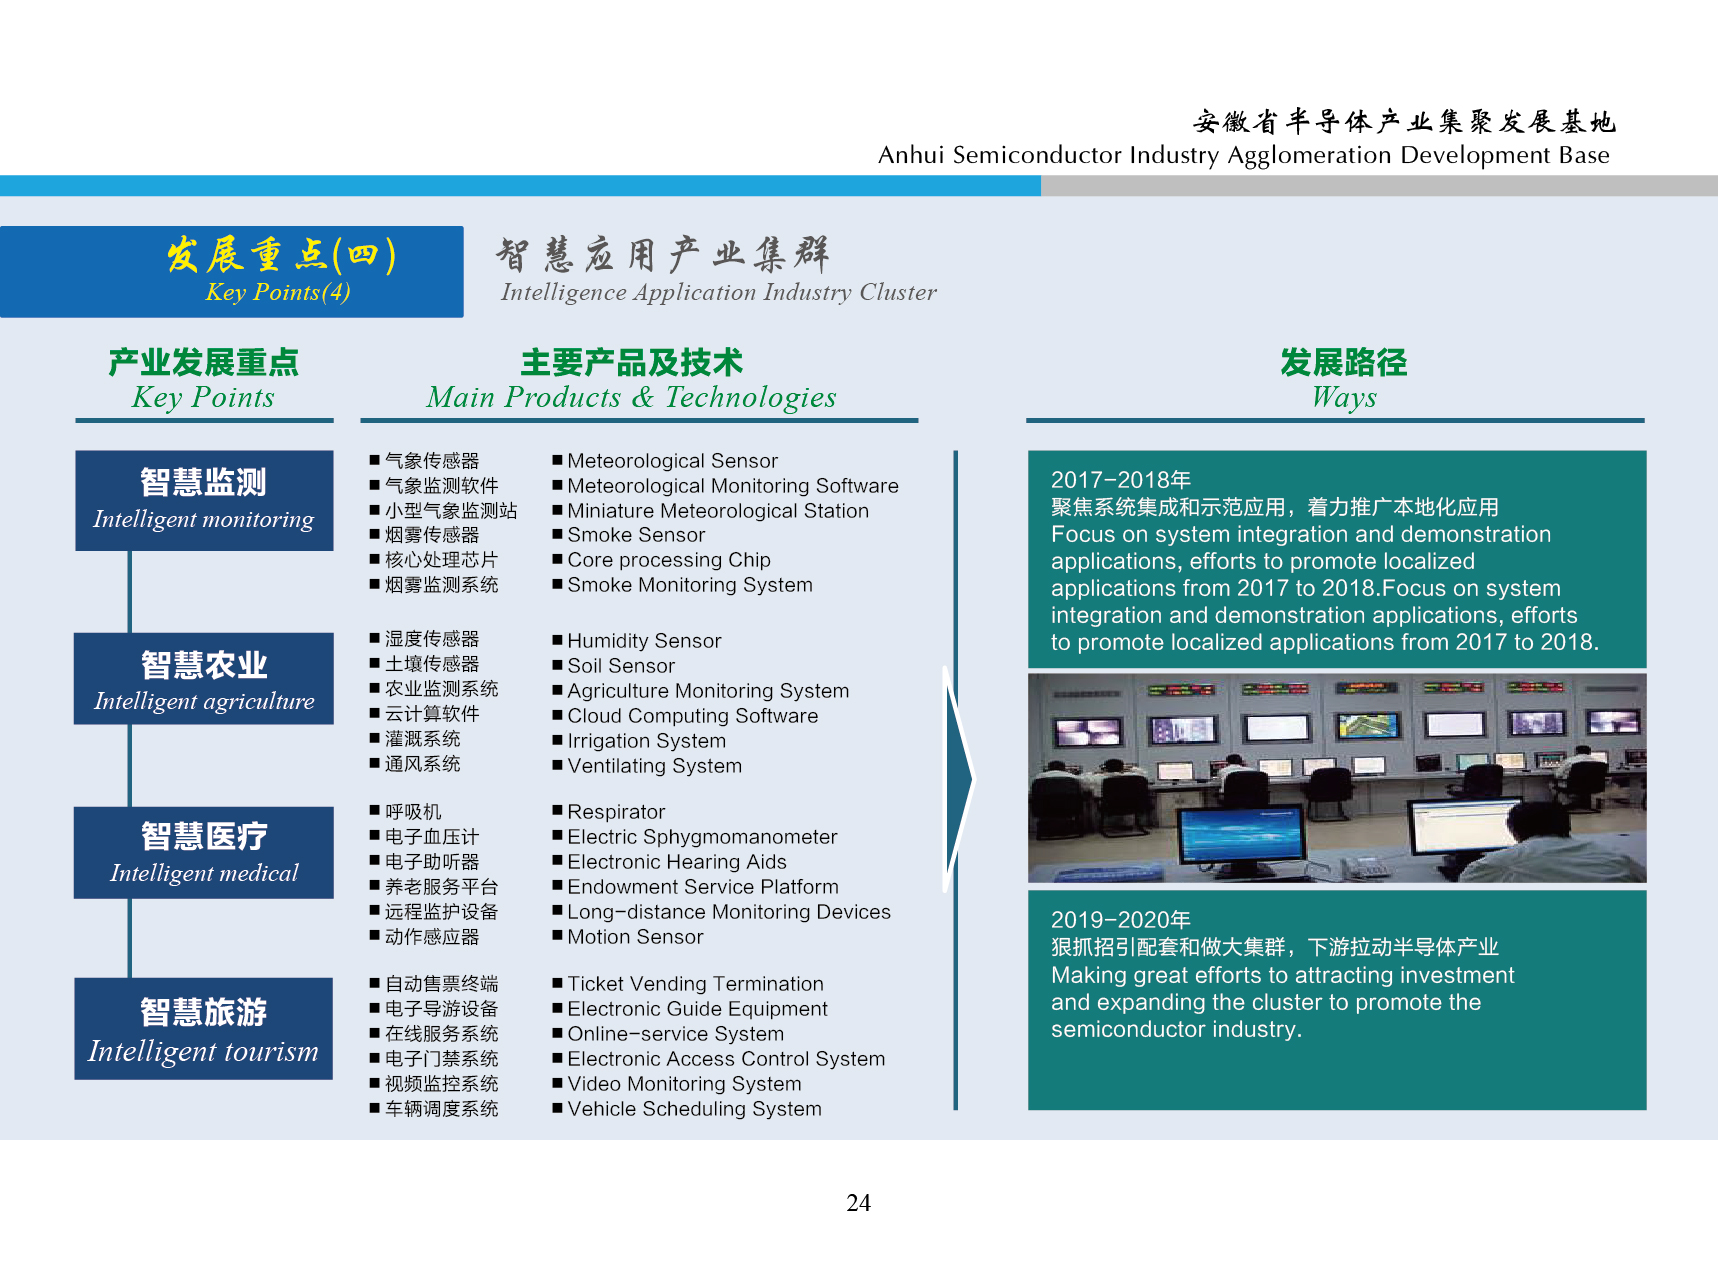 安徽省半导体产业集聚发展基地
Anhui Semiconductor Industry Agglomeration Development Base
发展重点(四)
Key Points(4)
智慧应用产业集群
Intelligence Application Industry Cluster
产业发展重点
Key Points
主要产品及技术
Main Products & Technologies
发展路径
Ways
智慧监测
Intelligent monitoring
■ 气象传感器
■ 气象监测软件
■ 小型气象监测站
■ 烟雾传感器
■ 核心处理芯片
■ 烟雾监测系统
■ Meteorological Sensor
■ Meteorological Monitoring Software
■ Miniature Meteorological Station
■ Smoke Sensor
■ Core processing Chip
■ Smoke Monitoring System
智慧农业
Intelligent agriculture
■ 湿度传感器
■ 土壤传感器
■ 农业监测系统
■ 云计算软件
■ 灌溉系统
■ 通风系统
■ Humidity Sensor
■ Soil Sensor
■ Agriculture Monitoring System
■ Cloud Computing Software
■ Irrigation System
■ Ventilating System
智慧医疗
Intelligent medical
■ 呼吸机
■ 电子血压计
■ 电子助听器
■ 养老服务平台
■ 远程监护设备
■ 动作感应器
■ Respirator
■ Electric Sphygmomanometer
■ Electronic Hearing Aids
■ Endowment Service Platform
■ Long-distance Monitoring Devices
■ Motion Sensor
智慧旅游
Intelligent tourism
■ 自动售票终端
■ 电子导游设备
■ 在线服务系统
■ 电子门禁系统
■ 视频监控系统
■ 车辆调度系统
■ Ticket Vending Termination
■ Electronic Guide Equipment
■ Online-service System
■ Electronic Access Control System
■ Video Monitoring System
■ Vehicle Scheduling System
2017-2018年
聚焦系统集成和示范应用，着力推广本地化应用
Focus on system integration and demonstration
applications, efforts to promote localized
applications from 2017 to 2018.Focus on system
integration and demonstration applications, efforts
to promote localized applications from 2017 to 2018.
2019-2020年
狠抓招引配套和做大集群，下游拉动半导体产业
Making great efforts to attracting investment
and expanding the cluster to promote the
semiconductor industry.
24